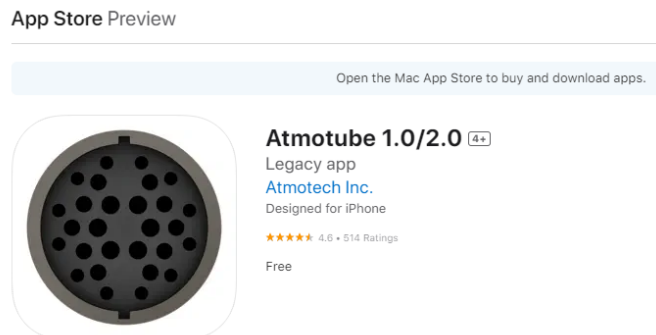 App Store Preview
Open the Mac App Store to buy and download apps.
Atmotube 1.0/2.0 4+
Legacy app
Atmotech Inc.
Designed for iPhone
4.6 • 514 Ratings
Free